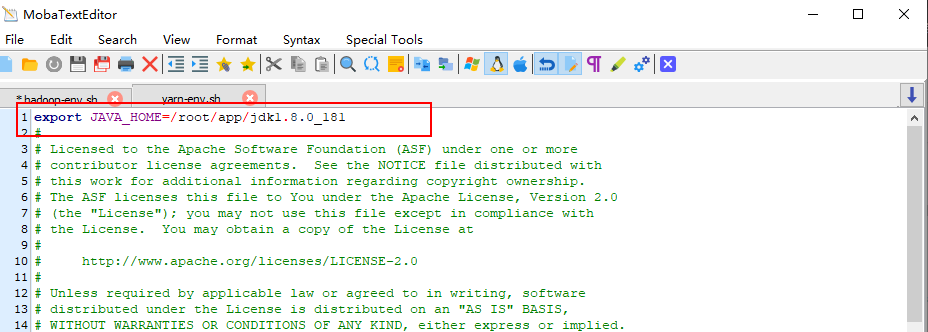 MobaTextEditor
File Edit Search View Format Syntax Special Tools
*hadoop-env.sh yarn-env.sh
1 export JAVA_HOME=/root/app/jdk1.8.0_181
2 #
3 # Licensed to the Apache Software Foundation (ASF) under one or more
4 # contributor license agreements.  See the NOTICE file distributed with
5 # this work for additional information regarding copyright ownership.
6 # The ASF licenses this file to You under the Apache License, Version 2.0
7 # (the "License"); you may not use this file except in compliance with
8 # the License.  You may obtain a copy of the License at
9 #
10 #     http://www.apache.org/licenses/LICENSE-2.0
11 #
12 # Unless required by applicable law or agreed to in writing, software
13 # distributed under the License is distributed on an "AS IS" BASIS,
14 # WITHOUT WARRANTIES OR CONDITIONS OF ANY KIND, either express or implied.